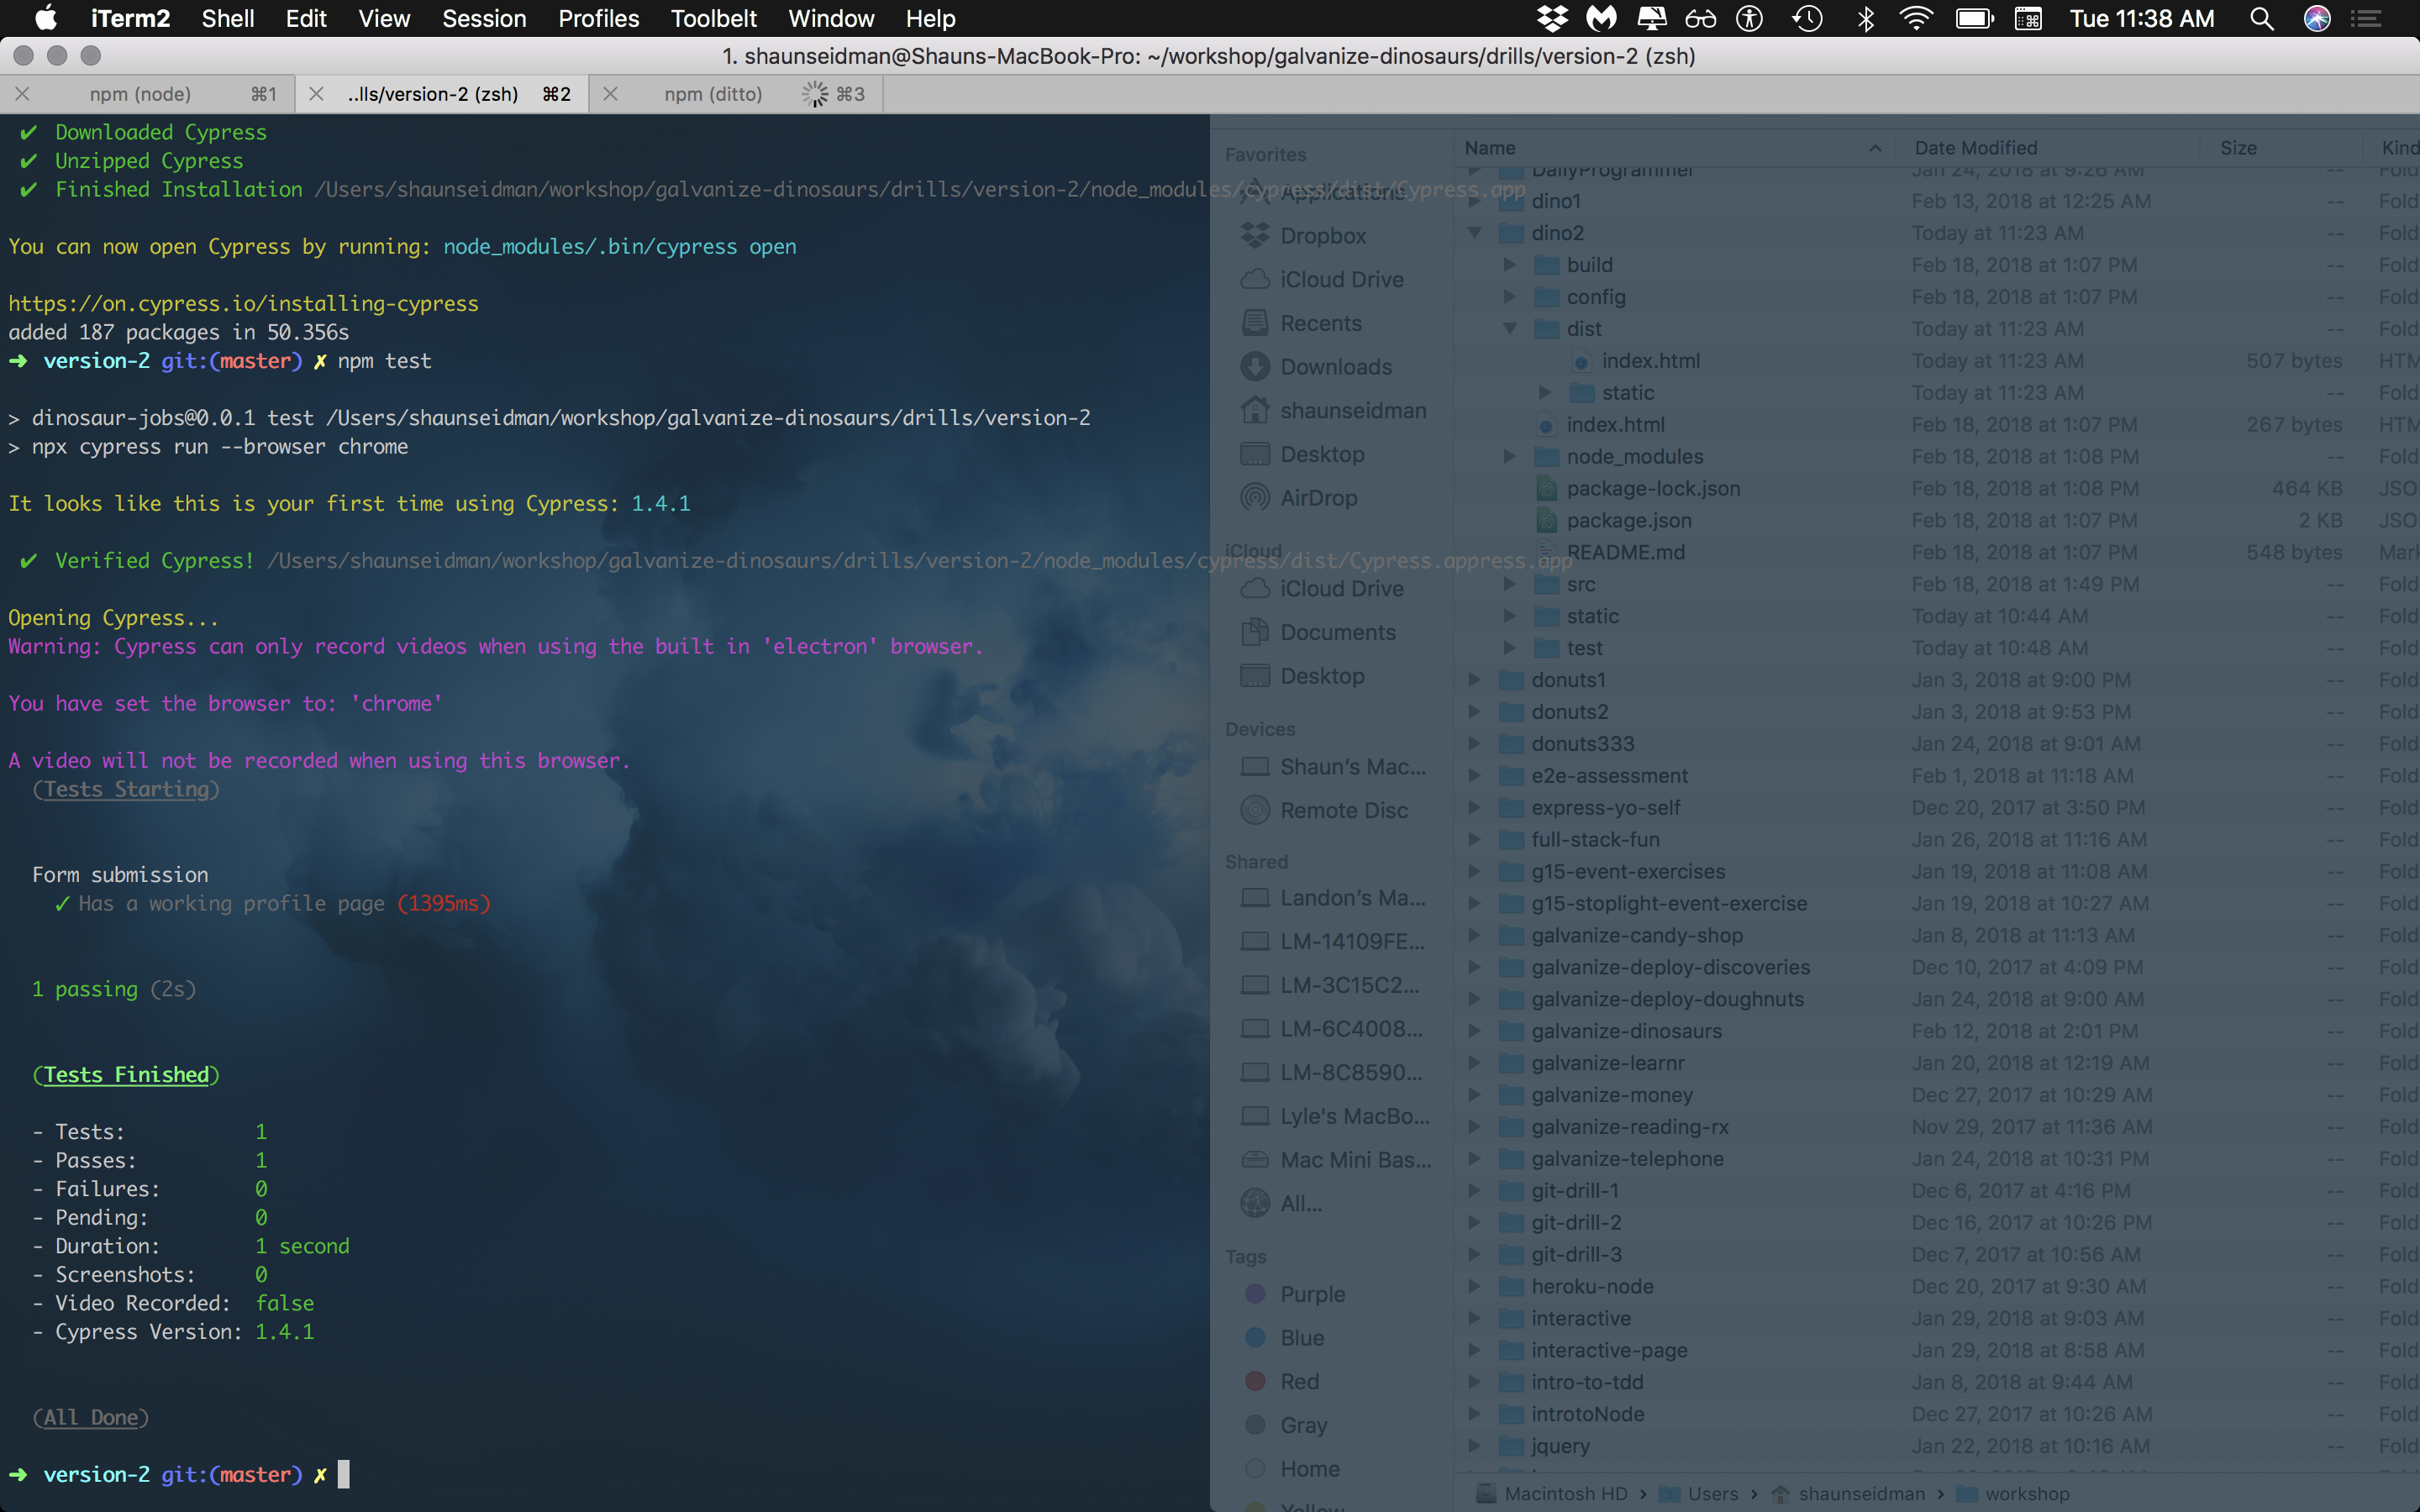 iTerm2 Shell Edit View Session Profiles Toolbelt Window Help Tue 11:38 AM
1. shaunseidman@Shauns-MacBook-Pro: ~/workshop/galvanize-dinosaurs/drills/version-2 (zsh)
npm (node) ⌘1 ..lls/version-2 (zsh) ⌘2 npm (ditto) ⌘3
✔ Downloaded Cypress
✔ Unzipped Cypress
✔ Finished Installation /Users/shaunseidman/workshop/galvanize-dinosaurs/drills/version-2/node_modules/cypress/dist/Cypress.app
You can now open Cypress by running: node_modules/.bin/cypress open
https://on.cypress.io/installing-cypress
added 187 packages in 50.356s
➜ version-2 git:(master) ✗ npm test
> dinosaur-jobs@0.0.1 test /Users/shaunseidman/workshop/galvanize-dinosaurs/drills/version-2
> npx cypress run --browser chrome
It looks like this is your first time using Cypress: 1.4.1
✔ Verified Cypress! /Users/shaunseidman/workshop/galvanize-dinosaurs/drills/version-2/node_modules/cypress/dist/Cypress.appress.app
Opening Cypress...
Warning: Cypress can only record videos when using the built in 'electron' browser.
You have set the browser to: 'chrome'
A video will not be recorded when using this browser.
(Tests Starting)
Form submission
✓ Has a working profile page (1395ms)
1 passing (2s)
(Tests Finished)
- Tests: 1
- Passes: 1
- Failures: 0
- Pending: 0
- Duration: 1 second
- Screenshots: 0
- Video Recorded: false
- Cypress Version: 1.4.1
(All Done)
➜ version-2 git:(master) ✗
Favorites
Applications
Dropbox
iCloud Drive
Recents
Downloads
shaunseidman
Desktop
AirDrop
iCloud
iCloud Drive
Documents
Desktop
Devices
Shaun's Mac...
Remote Disc
Shared
Landon's Ma...
LM-14109FE...
LM-3C15C2...
LM-6C4008...
LM-8C8590...
Lyle's MacBo...
Mac Mini Bas...
All...
Tags
Purple
Blue
Red
Gray
Home
Yellow
Name Date Modified Size Kind
DailyProgrammer Jan 24, 2018 at 9:26 AM -- Fold
dino1 Feb 13, 2018 at 12:25 AM -- Fold
dino2 Today at 11:23 AM -- Fold
build Feb 18, 2018 at 1:07 PM -- Fold
config Feb 18, 2018 at 1:07 PM -- Fold
dist Today at 11:23 AM -- Fold
index.html Today at 11:23 AM 507 bytes HTM
static Today at 11:23 AM -- Fold
index.html Feb 18, 2018 at 1:07 PM 267 bytes HTM
node_modules Feb 18, 2018 at 1:08 PM -- Fold
package-lock.json Feb 18, 2018 at 1:08 PM 464 KB JSO
package.json Feb 18, 2018 at 1:07 PM 2 KB JSO
README.md Feb 18, 2018 at 1:07 PM 548 bytes Mark
src Feb 18, 2018 at 1:49 PM -- Fold
static Today at 10:44 AM -- Fold
test Today at 10:48 AM -- Fold
donuts1 Jan 3, 2018 at 9:00 PM -- Fold
donuts2 Jan 3, 2018 at 9:53 PM -- Fold
donuts333 Jan 24, 2018 at 9:01 AM -- Fold
e2e-assessment Feb 1, 2018 at 11:18 AM -- Fold
express-yo-self Dec 20, 2017 at 3:50 PM -- Fold
full-stack-fun Jan 26, 2018 at 11:16 AM -- Fold
g15-event-exercises Jan 19, 2018 at 11:08 AM -- Fold
g15-stoplight-event-exercise Jan 19, 2018 at 10:27 AM -- Fold
galvanize-candy-shop Jan 8, 2018 at 11:13 AM -- Fold
galvanize-deploy-discoveries Dec 10, 2017 at 4:09 PM -- Fold
galvanize-deploy-doughnuts Jan 24, 2018 at 9:00 AM -- Fold
galvanize-dinosaurs Feb 12, 2018 at 2:01 PM -- Fold
galvanize-learnr Jan 20, 2018 at 12:19 AM -- Fold
galvanize-money Dec 27, 2017 at 10:29 AM -- Fold
galvanize-reading-rx Nov 29, 2017 at 11:36 AM -- Fold
galvanize-telephone Jan 24, 2018 at 10:31 PM -- Fold
git-drill-1 Dec 6, 2017 at 4:16 PM -- Fold
git-drill-2 Dec 16, 2017 at 10:26 PM -- Fold
git-drill-3 Dec 7, 2017 at 10:56 AM -- Fold
heroku-node Dec 20, 2017 at 9:30 AM -- Fold
interactive Jan 29, 2018 at 9:03 AM -- Fold
interactive-page Jan 29, 2018 at 8:58 AM -- Fold
intro-to-tdd Jan 8, 2018 at 9:44 AM -- Fold
introtoNode Dec 27, 2017 at 10:26 AM -- Fold
jquery Jan 22, 2018 at 10:16 AM -- Fold
Macintosh HD › Users › shaunseidman › workshop